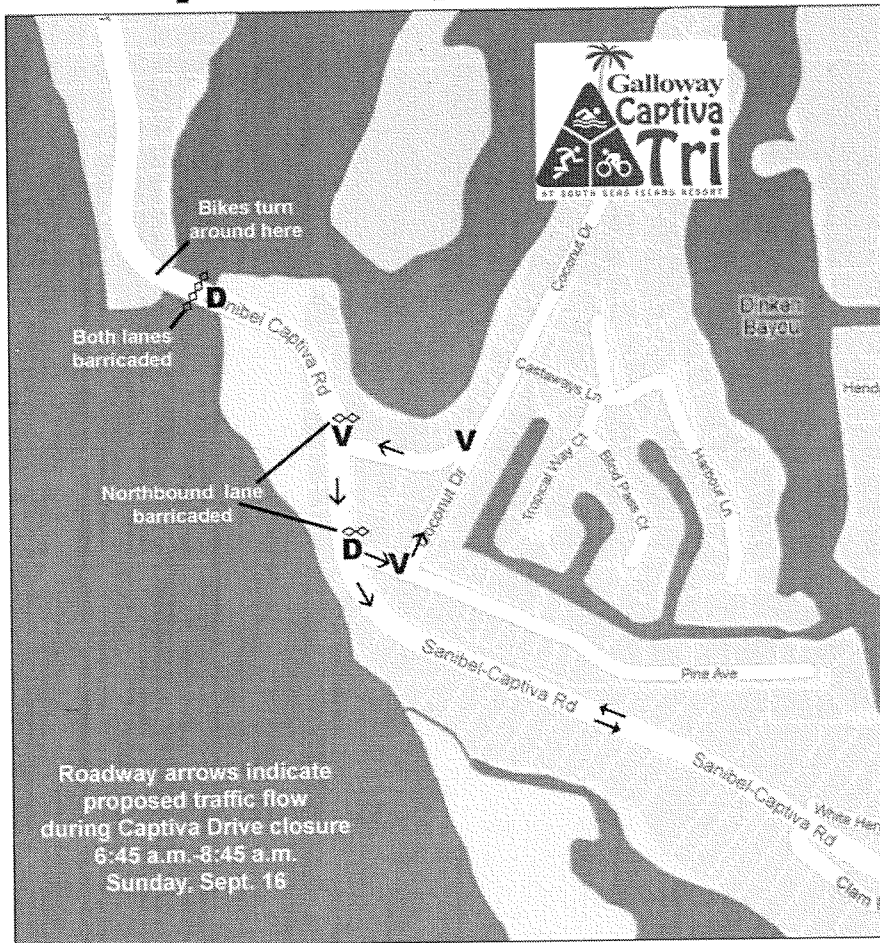 Galloway
Captiva
Tri
AT SOUTH SEAS ISLAND RESORT
Bikes turn
around here
D
Sanibel Captiva Rd
Both lanes
barricaded
Coconut Dr
Dinken
Bayou
Castaways Ln
V
V
Tropical Way Ct
Blind Pass Ct
Harbour Ln
Northbound lane
barricaded
Coconut Dr
D
V
Pine Ave
Sanibel-Captiva Rd
Sanibel-Captiva Rd
Roadway arrows indicate
proposed traffic flow
during Captiva Drive closure
6:45 a.m.-8:45 a.m.
Sunday, Sept. 16
Clam